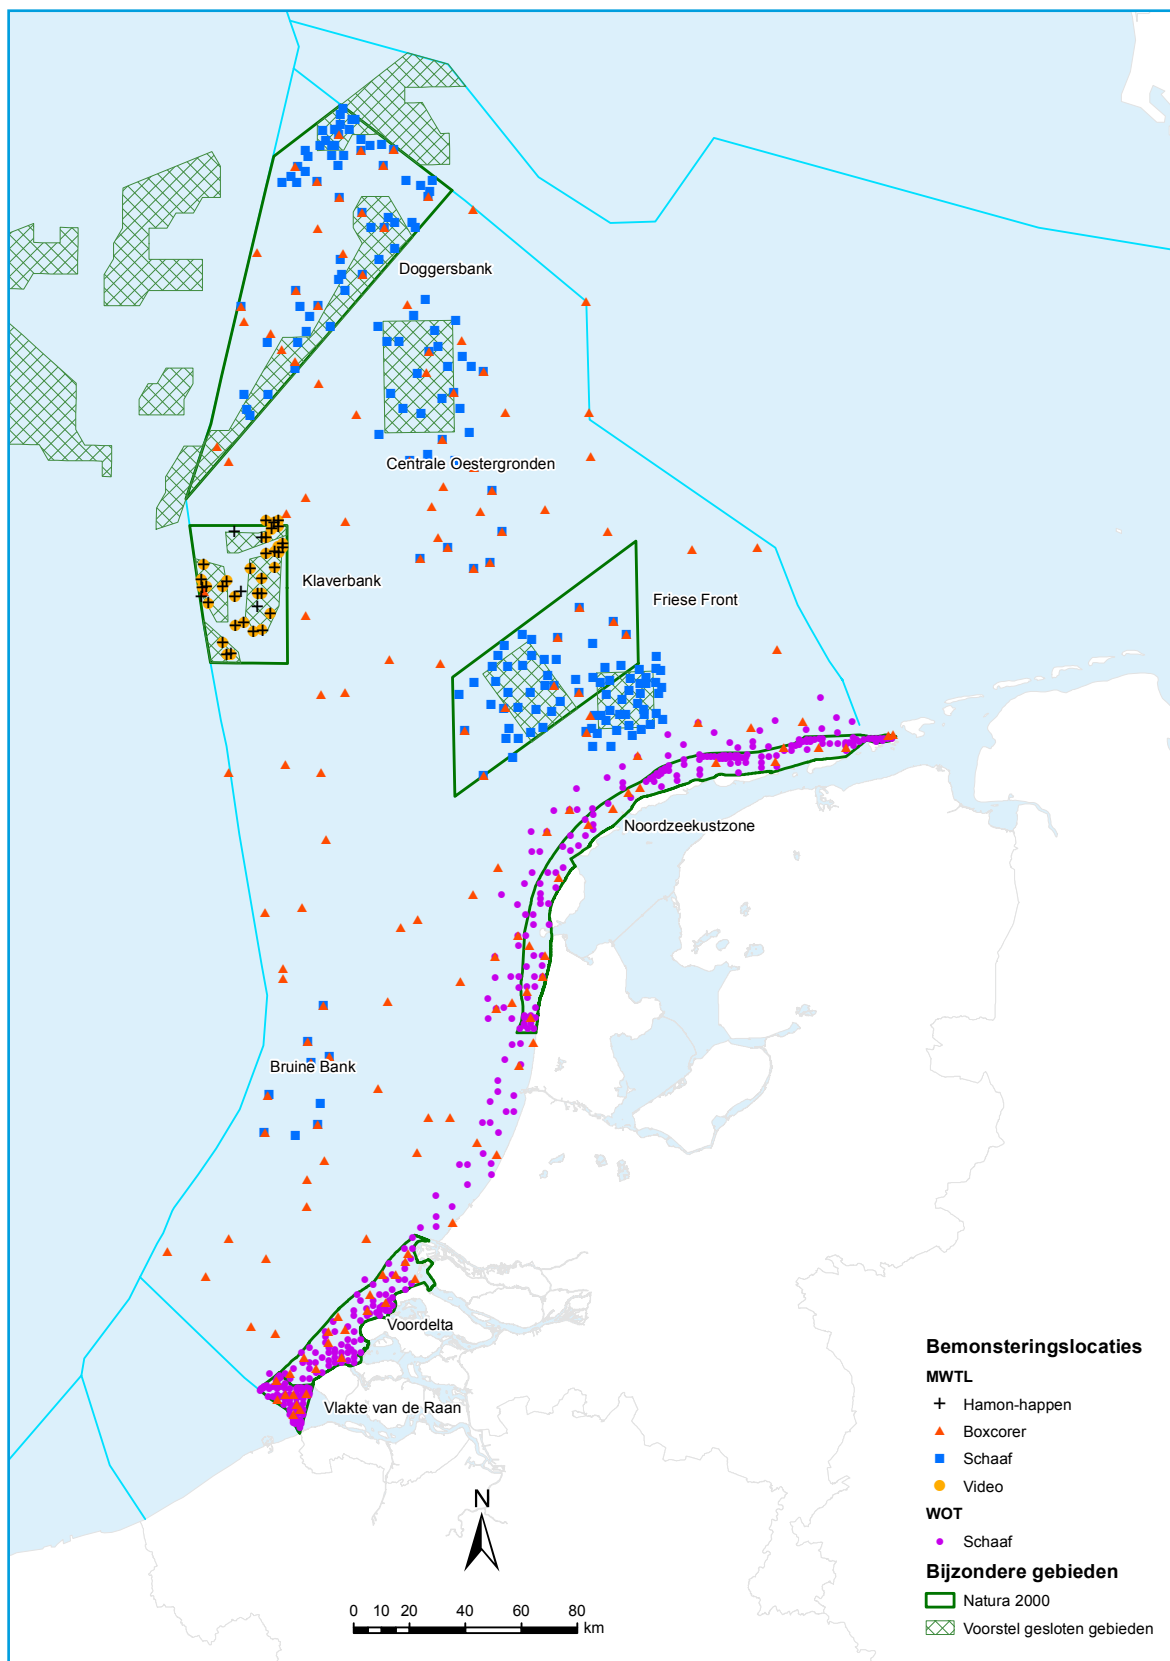 Doggersbank
Centrale Oestergronden
Klaverbank
Friese Front
Noordzeekustzone
Bruine Bank
Voordelta
Vlakte van de Raan
N
0 10 20 40 60 80
km
Bemonsteringslocaties
MWTL
Hamon-happen
Boxcorer
Schaaf
Video
WOT
Schaaf
Bijzondere gebieden
Natura 2000
Voorstel gesloten gebieden